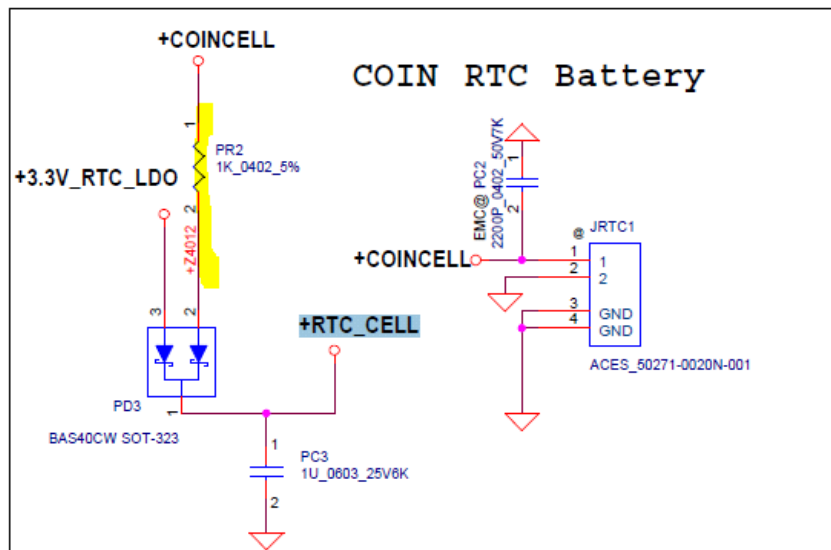 +COINCELL
COIN RTC Battery
1
PR2
1K_0402_5%
2
+Z4012
+3.3V_RTC_LDO
3
2
PD3
1
BAS40CW SOT-323
+RTC_CELL
1
PC3
1U_0603_25V6K
2
EMC@ PC2
2200P_0402_50V7K
1
2
+COINCELL
@
JRTC1
1
1
2
2
3
GND
4
GND
ACES_50271-0020N-001